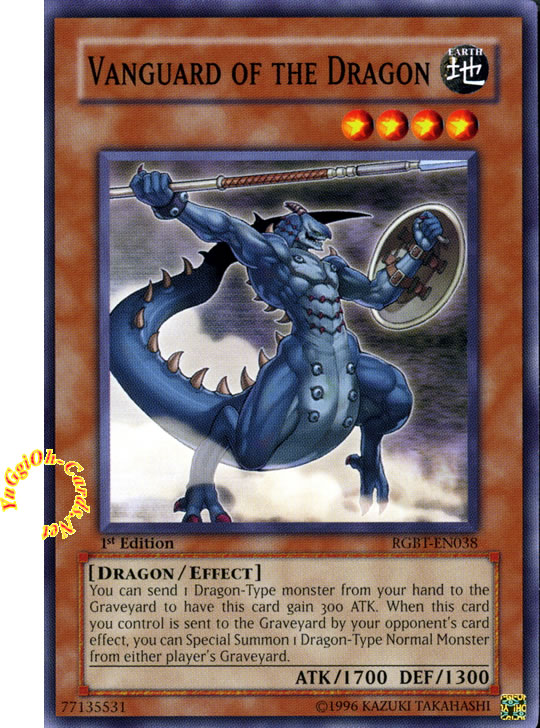 VANGUARD OF THE DRAGON
EARTH
地
YuGgiOh-Cards.Net
1st Edition
RGBT-EN038
[DRAGON/EFFECT]
You can send 1 Dragon-Type monster from your hand to the
Graveyard to have this card gain 300 ATK. When this card
you control is sent to the Graveyard by your opponent's card
effect, you can Special Summon 1 Dragon-Type Normal Monster
from either player's Graveyard.
ATK/1700 DEF/1300
77135531
©1996 KAZUKI TAKAHASHI